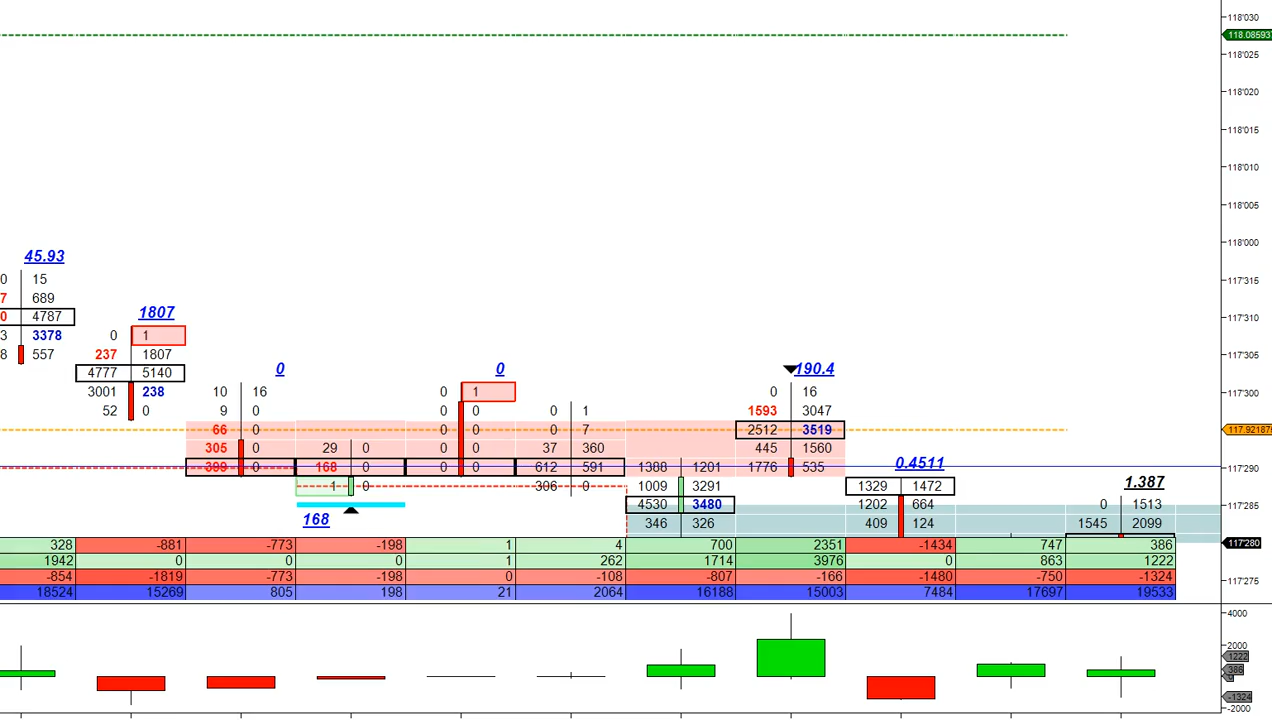 118'030
118.08593
118'025
118'020
118'015
118'010
118'005
118'000
45.93
0 15 117'315
7 689
0 4787 117'310
1807
3 3378 0 1
8 557 237 1807 117'305
0 0 190.4
4777 5140
3001 238 10 16 0 1 0 16 117'300
52 0 9 0 0 0 0 1 1593 3047
66 0 0 0 0 7 2512 3519 117.92187
305 0 29 0 0 0 37 360 445 1560
0.4511
399 0 168 0 0 0 612 591 1388 1201 1776 535 117'290
1.387
1 0 306 0 1009 3291 1329 1472
4530 3480 1202 664 0 1513 117'285
168
346 326 409 124 1545 2099
117'280
328 -881 -773 -198 1 4 700 2351 -1434 747 386
1942 0 0 0 1 262 1714 3976 0 863 1222
-854 -1819 -773 -198 0 -108 -807 -166 -1480 -750 -1324 117'275
18524 15269 805 198 21 2064 16188 15003 7484 17697 19533
4000
2000
1222
386
-1324
-2000